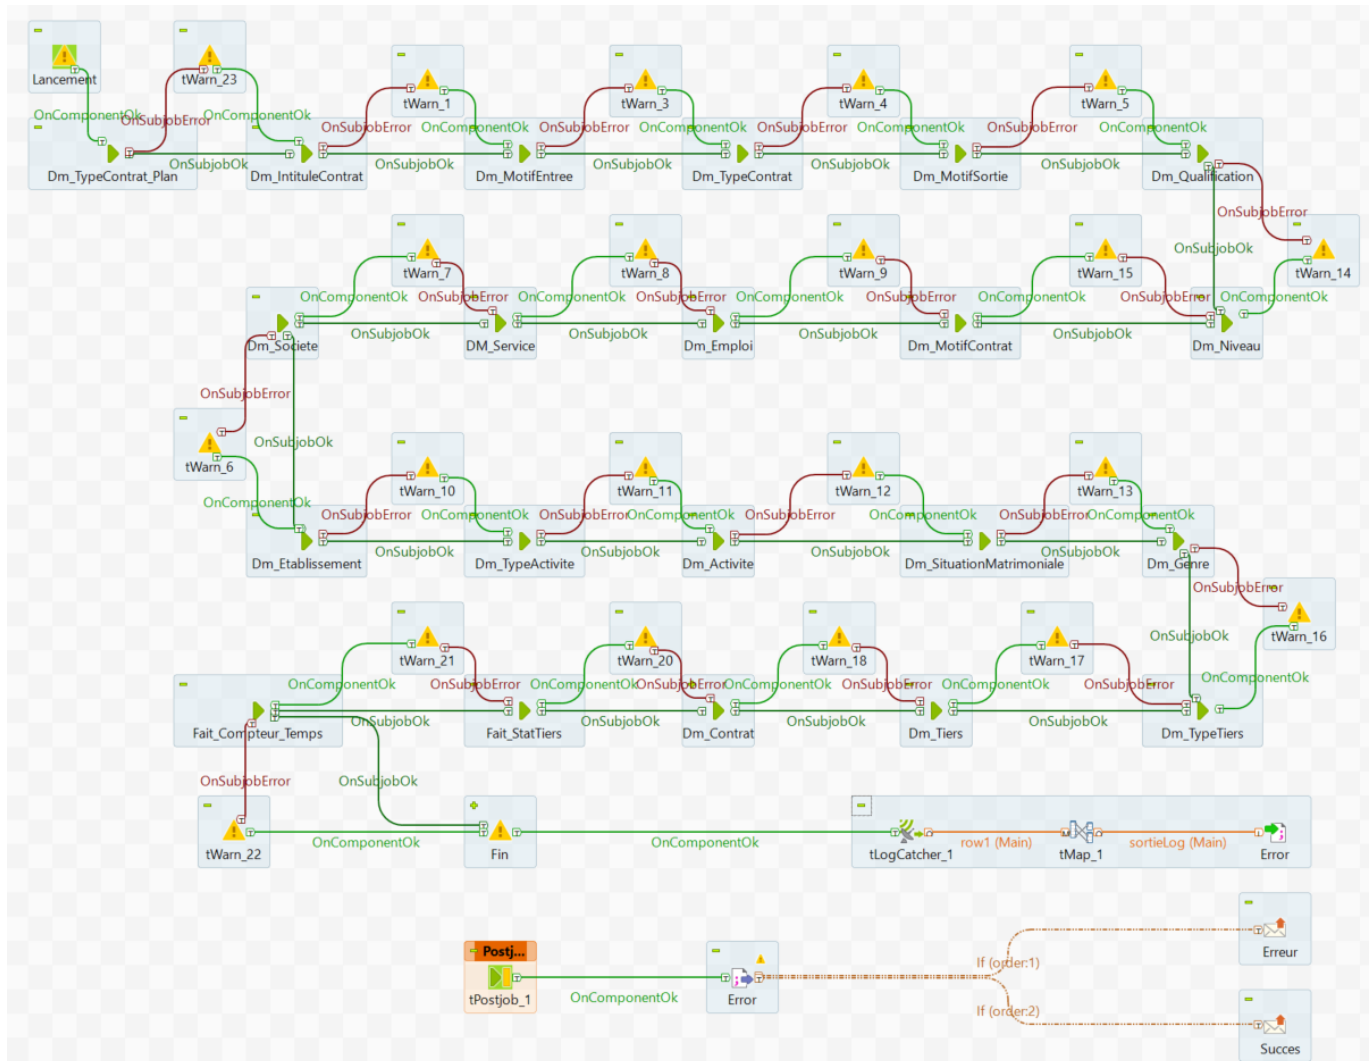 Lancement
tWarn_23
tWarn_1
tWarn_3
tWarn_4
tWarn_5
OnComponentOk
OnSubjobError
OnComponentOk
OnSubjobError
OnComponentOk
OnSubjobError
OnComponentOk
OnSubjobError
OnComponentOk
OnSubjobError
OnComponentOk
OnSubjobOk
OnSubjobOk
OnSubjobOk
OnSubjobOk
OnSubjobOk
Dm_TypeContrat_Plan
Dm_IntituleContrat
Dm_MotifEntree
Dm_TypeContrat
Dm_MotifSortie
Dm_Qualification
OnSubjobError
OnSubjobOk
tWarn_7
tWarn_8
tWarn_9
tWarn_15
tWarn_14
OnComponentOk
OnSubjobError
OnComponentOk
OnSubjobError
OnComponentOk
OnSubjobError
OnComponentOk
OnSubjobError
OnComponentOk
OnSubjobOk
OnSubjobOk
OnSubjobOk
OnSubjobOk
Dm_Societe
DM_Service
Dm_Emploi
Dm_MotifContrat
Dm_Niveau
OnSubjobError
OnSubjobOk
tWarn_6
tWarn_10
tWarn_11
tWarn_12
tWarn_13
OnComponentOk
OnSubjobError
OnComponentOk
OnSubjobError
OnComponentOk
OnSubjobError
OnComponentOk
OnSubjobError
OnComponentOk
OnSubjobOk
OnSubjobOk
OnSubjobOk
OnSubjobOk
Dm_Etablissement
Dm_TypeActivite
Dm_Activite
Dm_SituationMatrimoniale
Dm_Genre
OnSubjobError
OnSubjobOk
tWarn_16
tWarn_21
tWarn_20
tWarn_18
tWarn_17
OnComponentOk
OnSubjobError
OnComponentOk
OnSubjobError
OnComponentOk
OnSubjobError
OnComponentOk
OnSubjobError
OnComponentOk
OnSubjobOk
OnSubjobOk
OnSubjobOk
OnSubjobOk
Fait_Compteur_Temps
Fait_StatTiers
Dm_Contrat
Dm_Tiers
Dm_TypeTiers
OnSubjobError
OnSubjobOk
tWarn_22
OnComponentOk
Fin
OnComponentOk
tLogCatcher_1
row1 (Main)
tMap_1
sortieLog (Main)
Error
Postj...
tPostjob_1
OnComponentOk
Error
If (order:1)
Erreur
If (order:2)
Succes